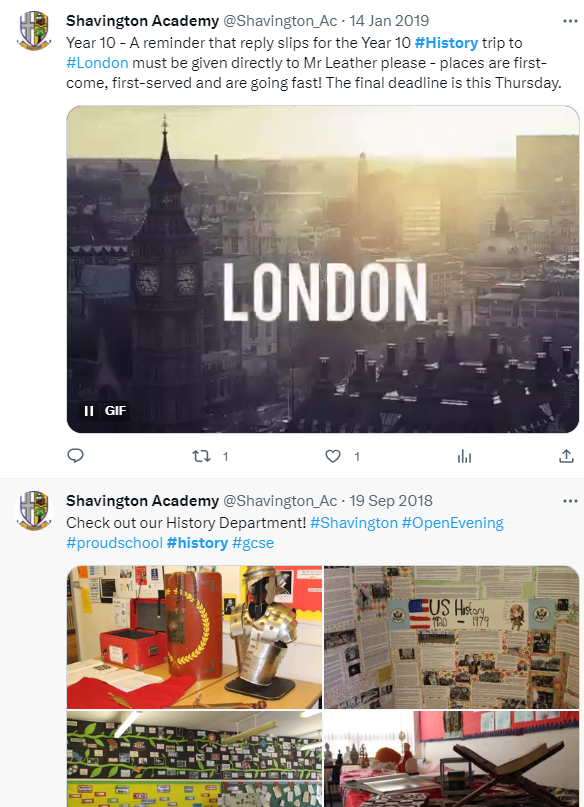 Shavington Academy @Shavington_Ac · 14 Jan 2019
Year 10 - A reminder that reply slips for the Year 10 #History trip to
#London must be given directly to Mr Leather please - places are first-
come, first-served and are going fast! The final deadline is this Thursday.
LONDON
GIF
1
1
Shavington Academy @Shavington_Ac · 19 Sep 2018
Check out our History Department! #Shavington #OpenEvening
#proudschool #history #gcse
US History
1920 - 1979